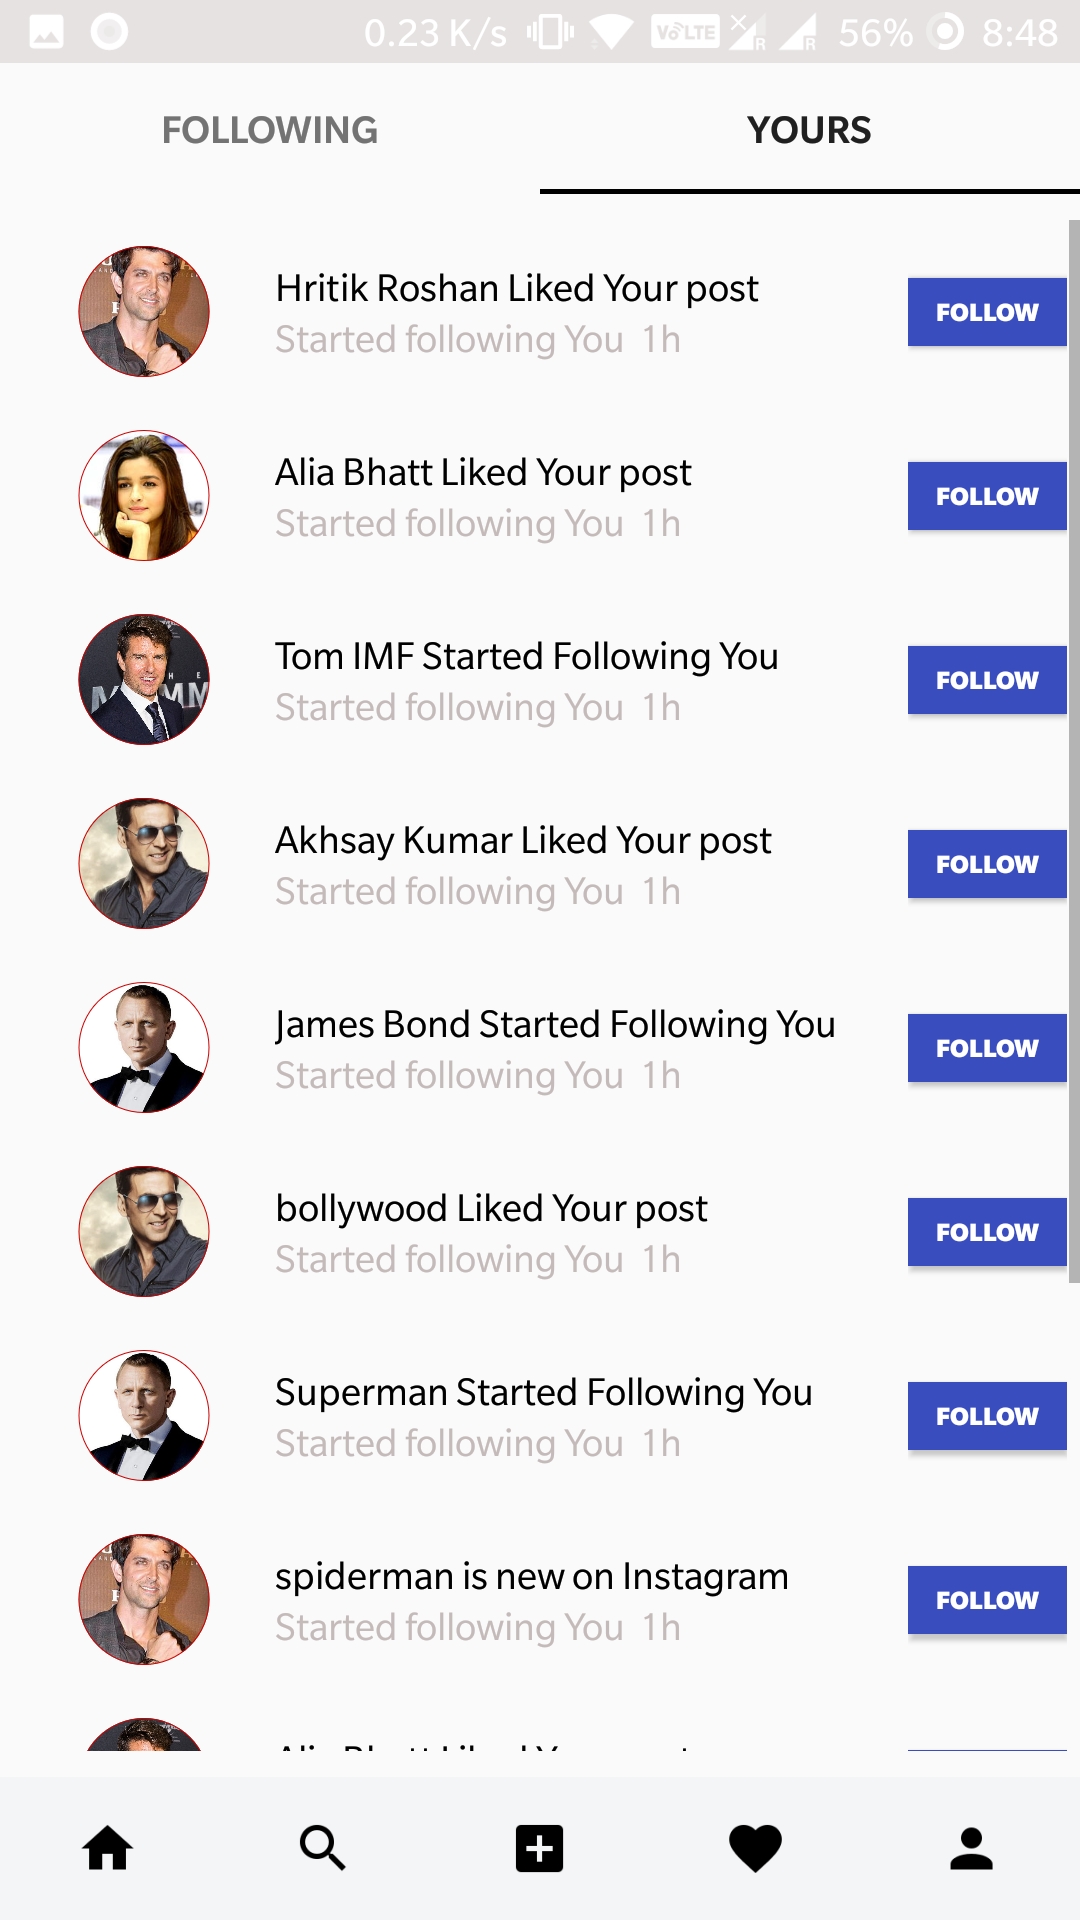 0.23 K/s VoLTE R R 56% 8:48
FOLLOWING YOURS
Hritik Roshan Liked Your post
Started following You 1h
FOLLOW
Alia Bhatt Liked Your post
Started following You 1h
FOLLOW
Tom IMF Started Following You
Started following You 1h
FOLLOW
Akhsay Kumar Liked Your post
Started following You 1h
FOLLOW
James Bond Started Following You
Started following You 1h
FOLLOW
bollywood Liked Your post
Started following You 1h
FOLLOW
Superman Started Following You
Started following You 1h
FOLLOW
spiderman is new on Instagram
Started following You 1h
FOLLOW